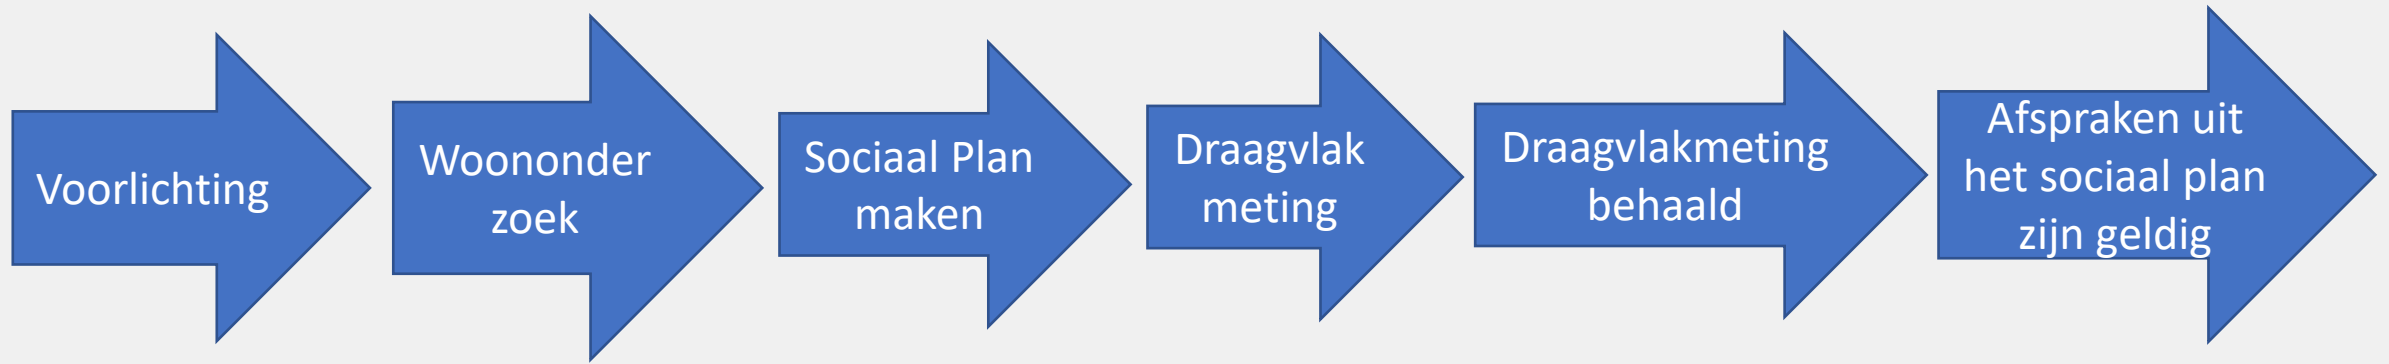 Voorlichting
Woononder
zoek
Sociaal Plan
maken
Draagvlak
meting
Draagvlakmeting
behaald
Afspraken uit
het sociaal plan
zijn geldig